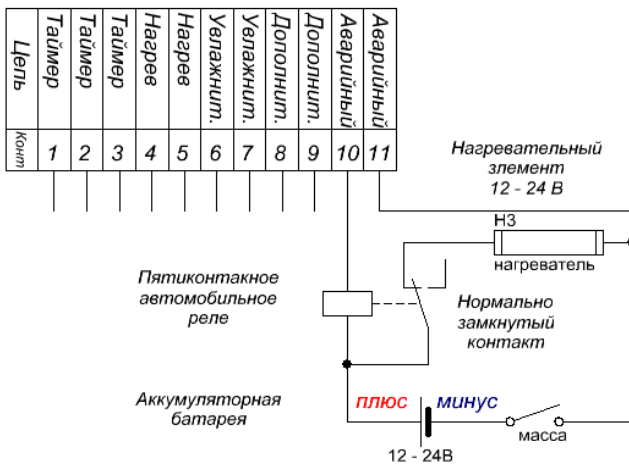 Цепь
Таймер
Таймер
Таймер
Нагрев
Нагрев
Увлажнит.
Увлажнит.
Дополнит.
Дополнит.
Аварийный
Аварийный
Конт
1 2 3 4 5 6 7 8 9 10 11
Нагревательный
злемент
12 - 24 В
НЗ
нагреватель
Пятиконтакное
автомобильное
реле
Нормально
замкнутый
контакт
Аккумуляторная
батарея
плюс
минус
масса
12 - 24В